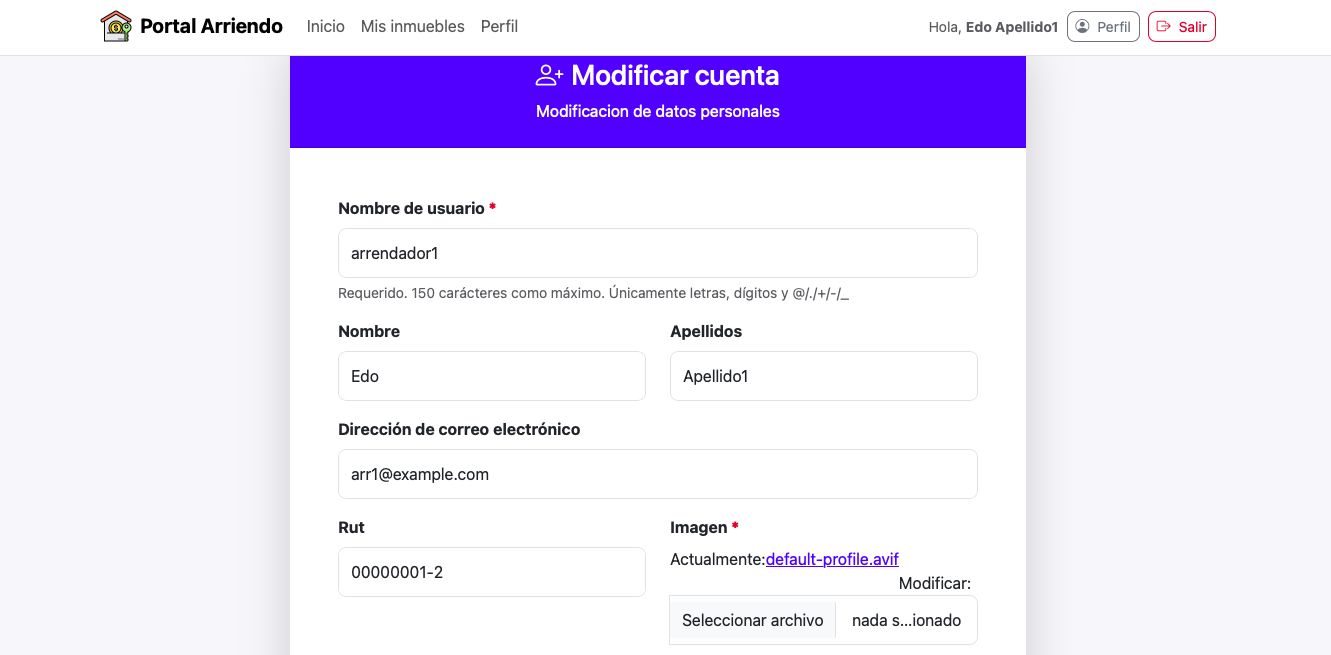 Portal Arriendo Inicio Mis inmuebles Perfil Hola, Edo Apellido1 Perfil Salir
Modificar cuenta
Modificacion de datos personales
Nombre de usuario *
arrendador1
Requerido. 150 carácteres como máximo. Únicamente letras, dígitos y @/./+/-/_
Nombre Apellidos
Edo Apellido1
Dirección de correo electrónico
arr1@example.com
Rut Imagen *
Actualmente:default-profile.avif
Modificar:
00000001-2
Seleccionar archivo nada s...ionado